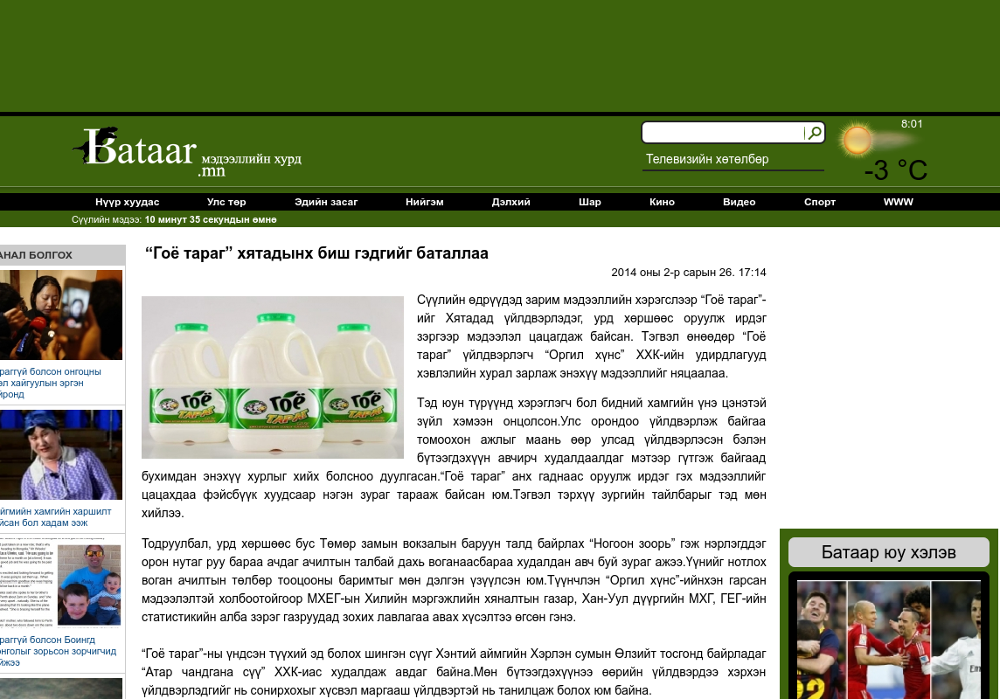 Bataar мэдээллийн хурд
.mn
8:01
Телевизийн хөтөлбөр
-3 °C
Нүүр хуудас Улс төр Эдийн засаг Нийгэм Дэлхий Шар Кино Видео Спорт WWW
Сүүлийн мэдээ: 10 минут 35 секундын өмнө
АНАЛ БОЛГОХ
раггүй болсон онгоцны
эл хайгуулын эргэн
йронд
йгмийн хамгийн харшилт
йсан бол хадам ээж
раггүй болсон Боингд
онголыг зорьсон зорчигчид
йжээ
“Гоё тараг” хятадынх биш гэдгийг баталлаа
2014 оны 2-р сарын 26. 17:14
Гоё ТАРАГ
Гоё ТАРАГ
Гоё ТАРАГ
Сүүлийн өдрүүдэд зарим мэдээллийн хэрэгслээр “Гоё тараг”-
ийг Хятадад үйлдвэрлэдэг, урд хөршөөс оруулж ирдэг
зэргээр мэдээлэл цацагдаж байсан. Тэгвэл өнөөдөр “Гоё
тараг” үйлдвэрлэгч “Оргил хүнс” ХХК-ийн удирдлагууд
хэвлэлийн хурал зарлаж энэхүү мэдээллийг няцаалаа.
Тэд юун түрүүнд хэрэглэгч бол бидний хамгийн үнэ цэнэтэй
зүйл хэмээн онцолсон.Улс орондоо үйлдвэрлэж байгаа
томоохон ажлыг маань өөр улсад үйлдвэрлэсэн бэлэн
бүтээгдэхүүн авчирч худалдаалдаг мэтээр гүтгэж байгаад
бухимдан энэхүү хурлыг хийх болсноо дуулгасан.“Гоё тараг” анх гаднаас оруулж ирдэг гэх мэдээллийг
цацахдаа фэйсбүүк хуудсаар нэгэн зураг тарааж байсан юм.Тэгвэл тэрхүү зургийн тайлбарыг тэд мөн
хийлээ.
Тодруулбал, урд хөршөөс бус Төмөр замын вокзалын баруун талд байрлах “Ногоон зоорь” гэж нэрлэгддэг
орон нутаг руу бараа ачдаг ачилтын талбай дахь воганаасбараа худалдан авч буй зураг ажээ.Үүнийг нотлох
воган ачилтын төлбөр тооцооны баримтыг мөн дэлгэн үзүүлсэн юм.Түүнчлэн “Оргил хүнс”-ийнхэн гарсан
мэдээлэлтэй холбоотойгоор МХЕГ-ын Хилийн мэргэжлийн хяналтын газар, Хан-Уул дүүргийн МХГ, ГЕГ-ийн
статистикийн алба зэрэг газруудад зохих лавлагаа авах хүсэлтээ өгсөн гэнэ.
“Гоё тараг”-ны үндсэн түүхий эд болох шингэн сүүг Хэнтий аймгийн Хэрлэн сумын Өлзийт тосгонд байрладаг
“Атар чандгана сүү” ХХК-иас худалдаж авдаг байна.Мөн бүтээгдэхүүнээ өөрийн үйлдвэрдээ хэрхэн
үйлдвэрлэдгийг нь сонирхохыг хүсвэл маргааш үйлдвэртэй нь танилцаж болох юм байна.
Батаар юу хэлэв